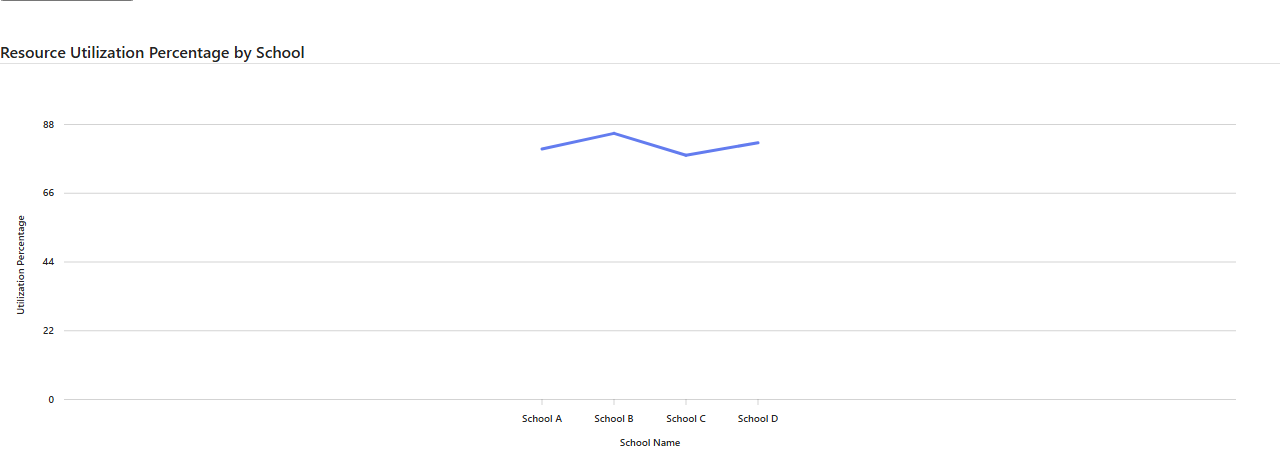 Resource Utilization Percentage by School
88
66
44
22
0
Utilization Percentage
School A School B School C School D
School Name